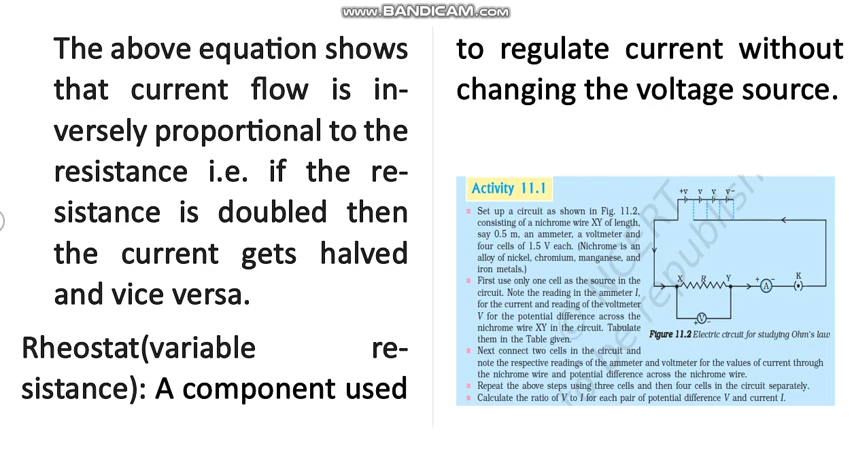 www.BANDICAM.com
The above equation shows
that current flow is in-
versely proportional to the
resistance i.e. if the re-
sistance is doubled then
the current gets halved
and vice versa.
Rheostat(variable re-
sistance): A component used
to regulate current without
changing the voltage source.
Activity 11.1
Set up a circuit as shown in Fig. 11.2,
consisting of a nichrome wire XY of length,
say 0.5 m, an ammeter, a voltmeter and
four cells of 1.5 V each. (Nichrome is an
alloy of nickel, chromium, manganese, and
iron metals.)
First use only one cell as the source in the
circuit. Note the reading in the ammeter I,
for the current and reading of the voltmeter
V for the potential difference across the
nichrome wire XY in the circuit. Tabulate
them in the Table given.
Next connect two cells in the circuit and
note the respective readings of the ammeter and voltmeter for the values of current through
the nichrome wire and potential difference across the nichrome wire.
Repeat the above steps using three cells and then four cells in the circuit separately.
Calculate the ratio of V to I for each pair of potential difference V and current I.
+V V V V−
X R Y
+ A −
K
+ V −
Figure 11.2 Electric circuit for studying Ohm's law
© NCERT
be republish